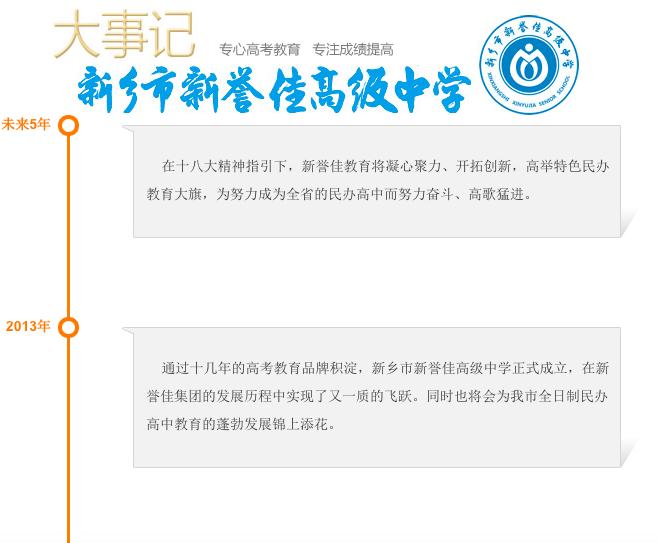 大事记
专心高考教育 专注成绩提高
新乡市新誉佳高级中学
新乡市新誉佳高级中学
XINXIANGSHI XINYUJIA SENIOR SCHOOL
未来5年
在十八大精神指引下，新誉佳教育将凝心聚力、开拓创新，高举特色民办
教育大旗，为努力成为全省的民办高中而努力奋斗、高歌猛进。
2013年
通过十几年的高考教育品牌积淀，新乡市新誉佳高级中学正式成立，在新
誉佳集团的发展历程中实现了又一质的飞跃。同时也将会为我市全日制民办
高中教育的蓬勃发展锦上添花。